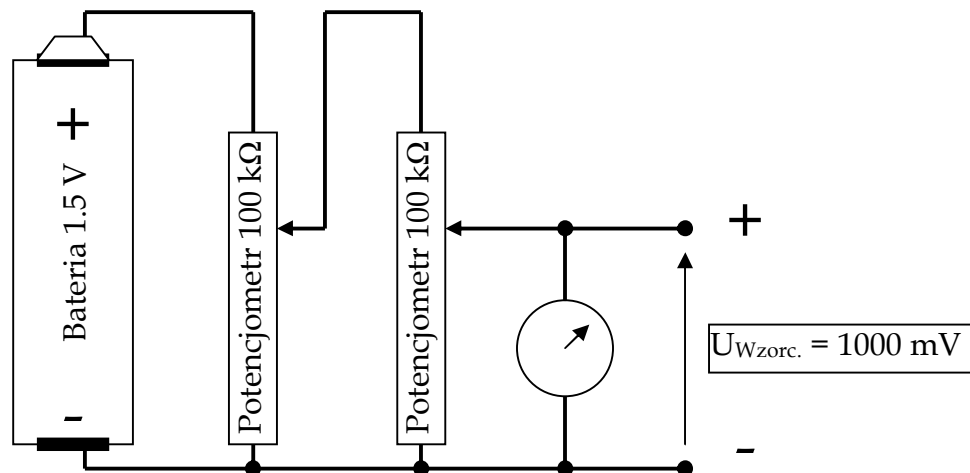 +
Bateria 1.5 V
-
Potencjometr 100 kΩ
Potencjometr 100 kΩ
+
UWzorc. = 1000 mV
-